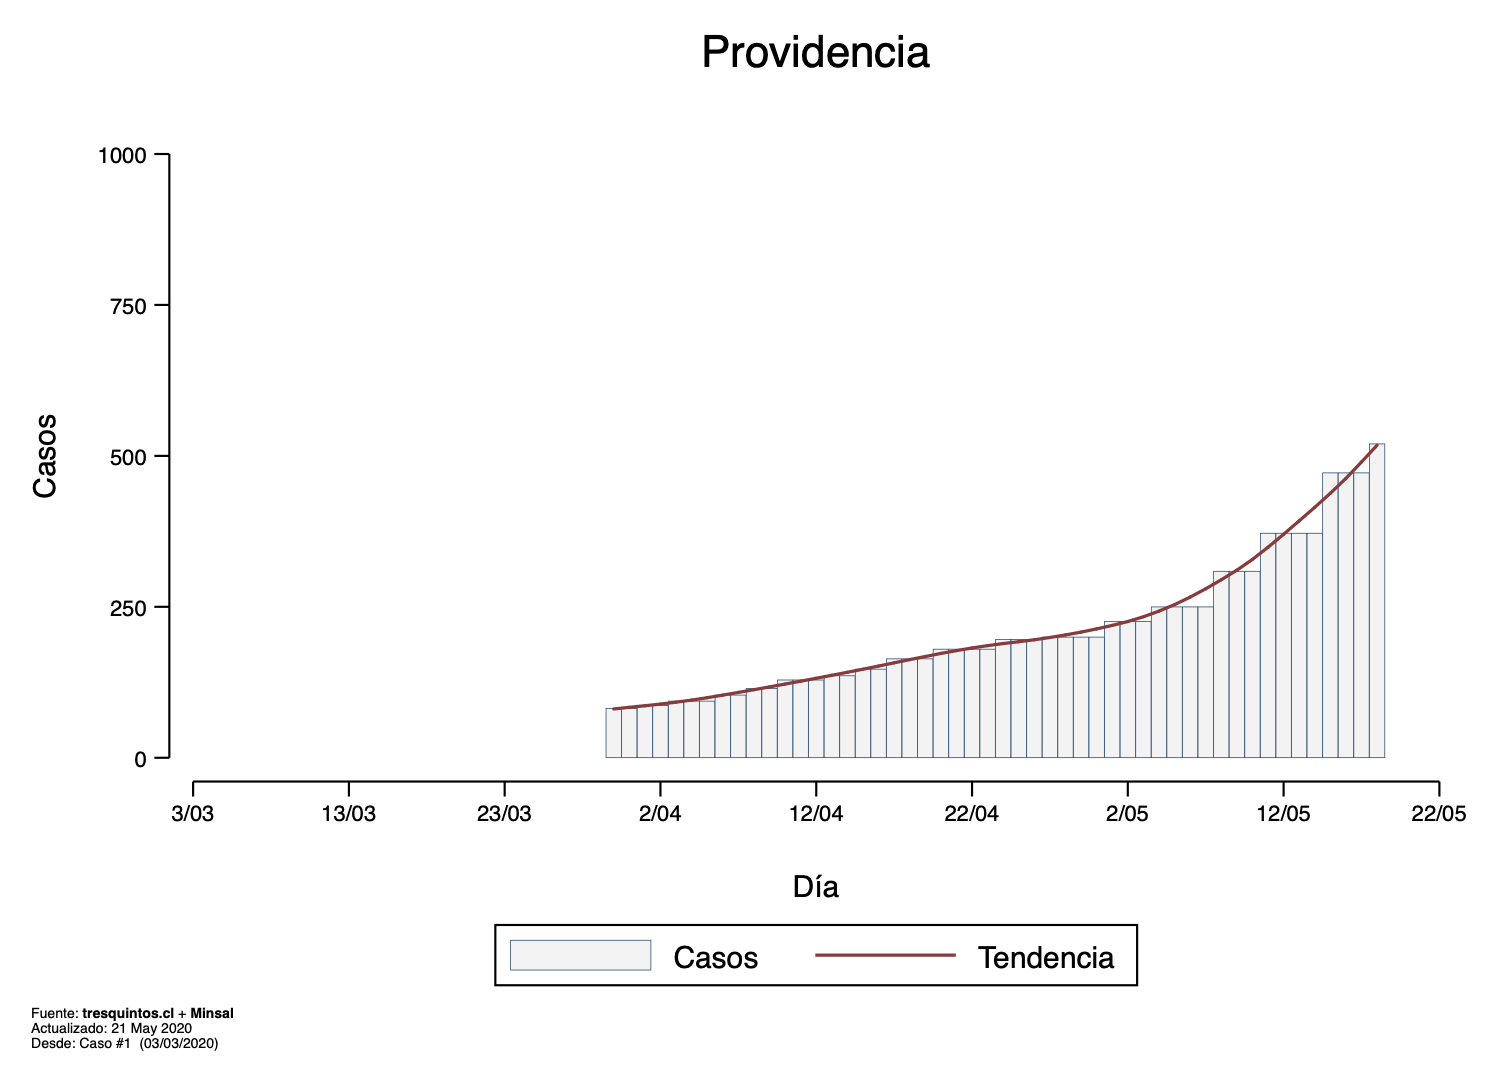 Providencia
1000
750
500
250
0
Casos
3/03 13/03 23/03 2/04 12/04 22/04 2/05 12/05 22/05
Día
Casos Tendencia
Fuente: tresquintos.cl + Minsal
Actualizado: 21 May 2020
Desde: Caso #1 (03/03/2020)